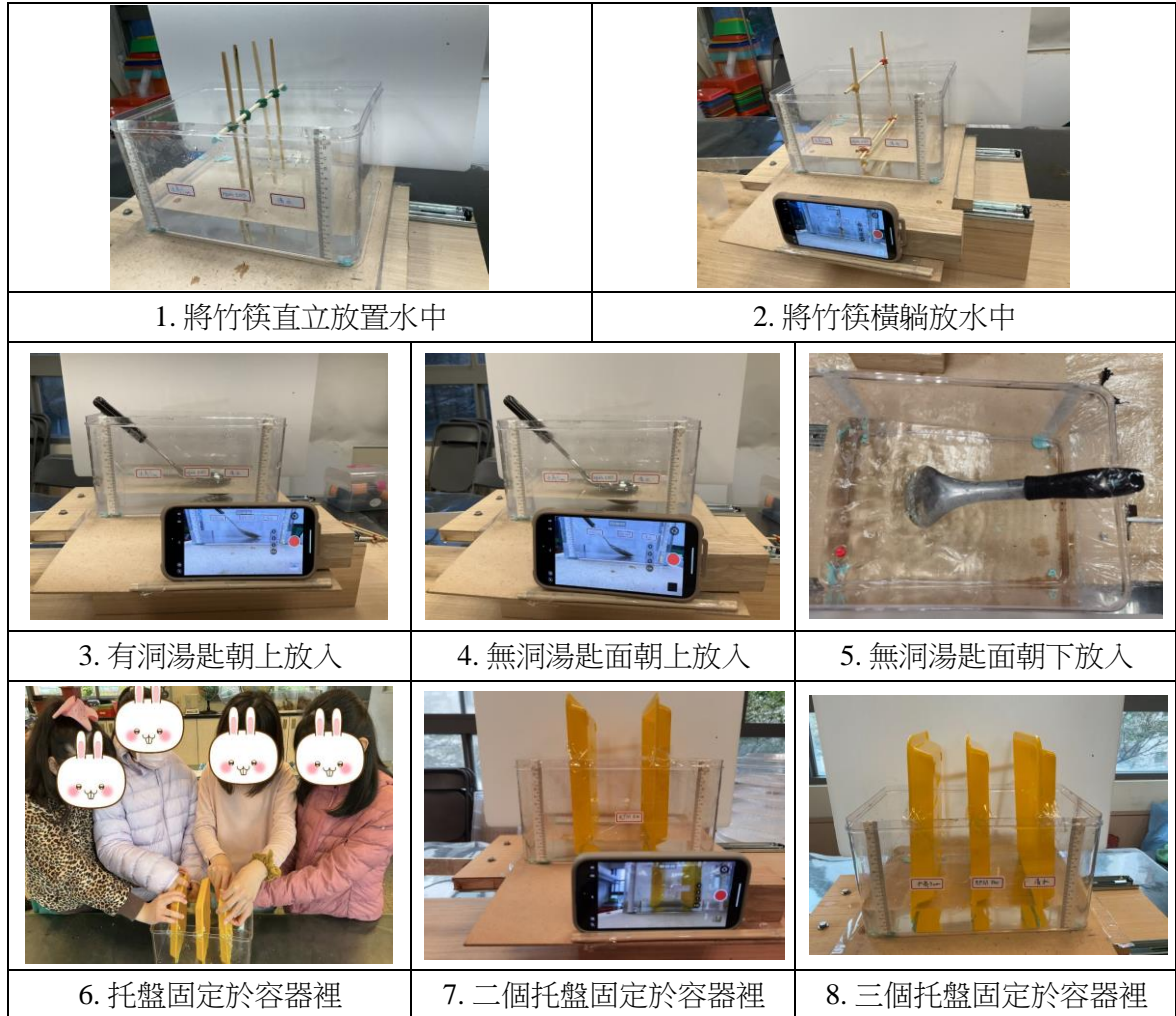 1. 將竹筷直立放置水中
2. 將竹筷橫躺放水中
3. 有洞湯匙朝上放入
4. 無洞湯匙面朝上放入
5. 無洞湯匙面朝下放入
6. 托盤固定於容器裡
7. 二個托盤固定於容器裡
8. 三個托盤固定於容器裡